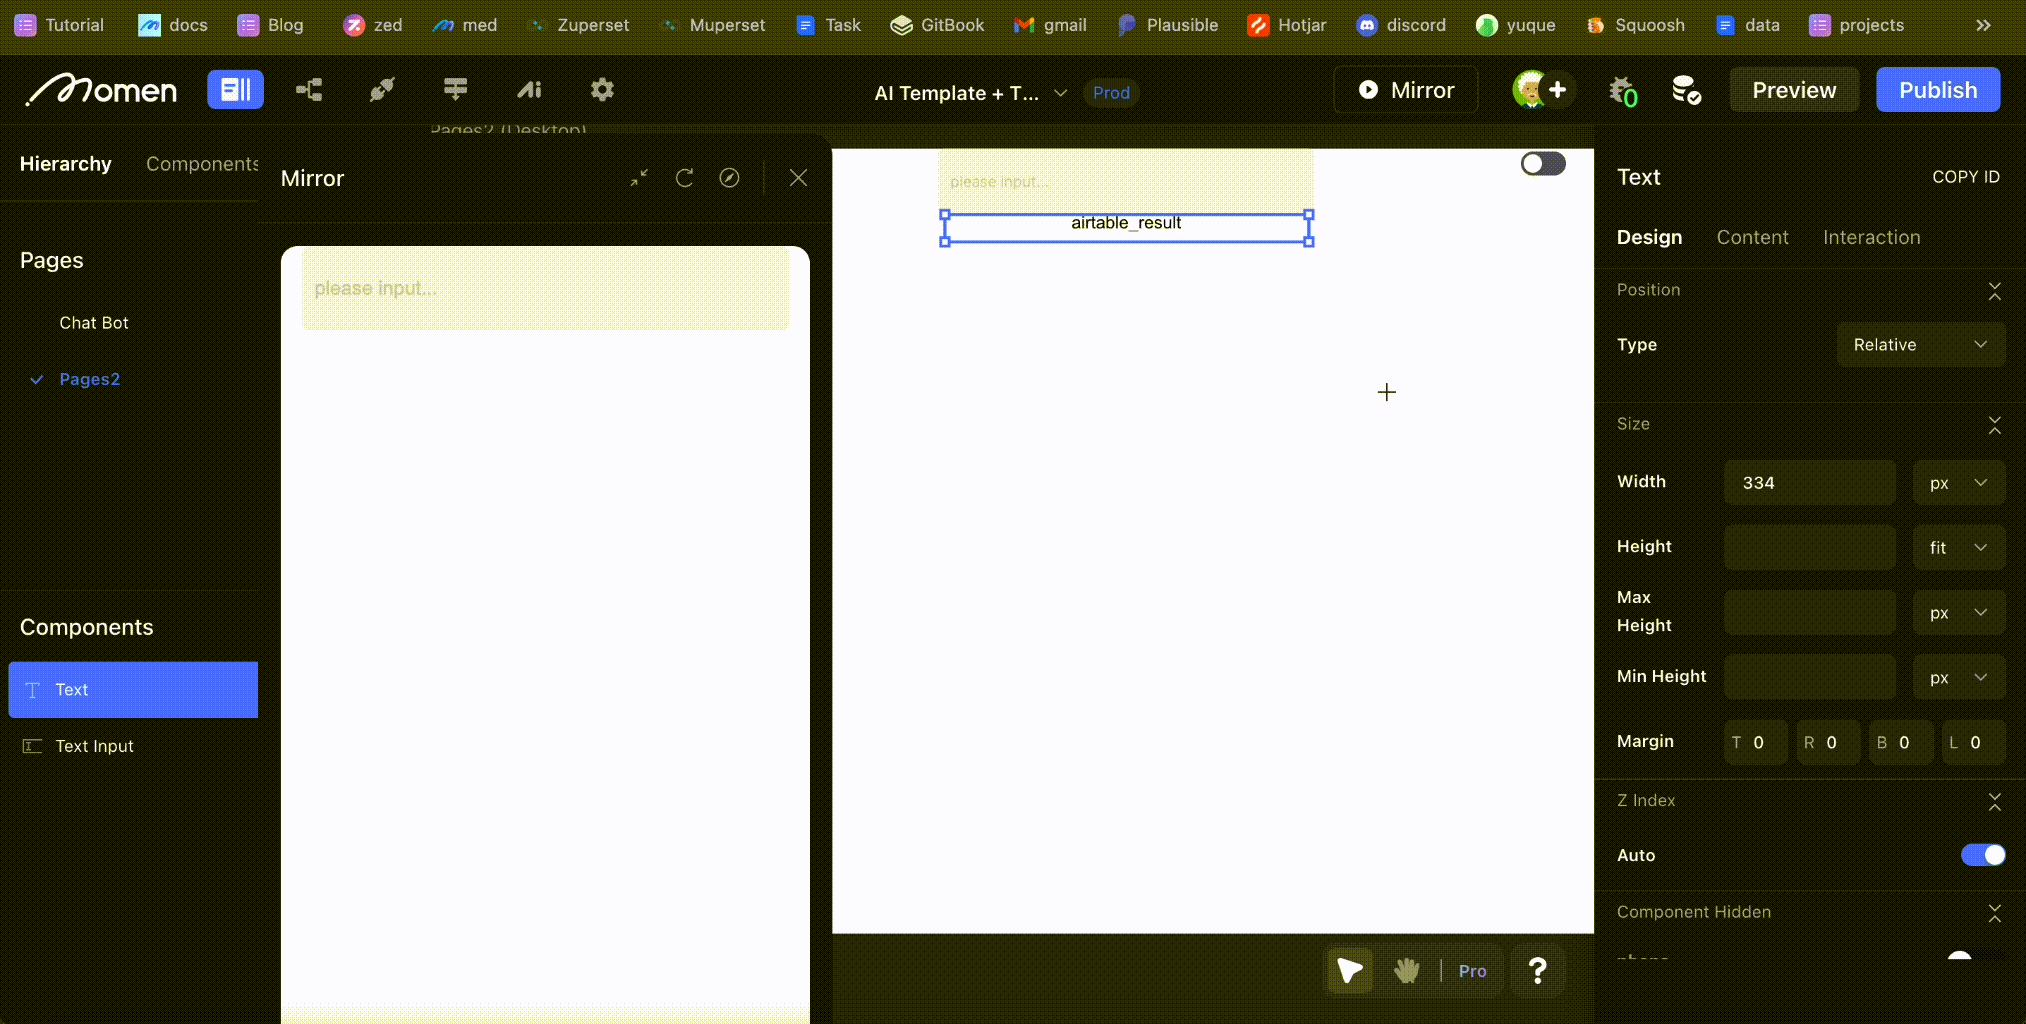 Tutorial docs Blog zed med Zuperset Muperset Task GitBook gmail Plausible Hotjar discord yuque Squoosh data projects »
Momen Ai AI Template + T... Prod Mirror 0 Preview Publish
Pages2 (Desktop)
Hierarchy Components
Mirror
Pages
Chat Bot
Pages2
Components
Text
Text Input
please input...
please input...
airtable_result
Text COPY ID
Design Content Interaction
Position
Type Relative
Size
Width 334 px
Height fit
Max
Height px
Min Height px
Margin T 0 R 0 B 0 L 0
Z Index
Auto
Component Hidden
Pro ?